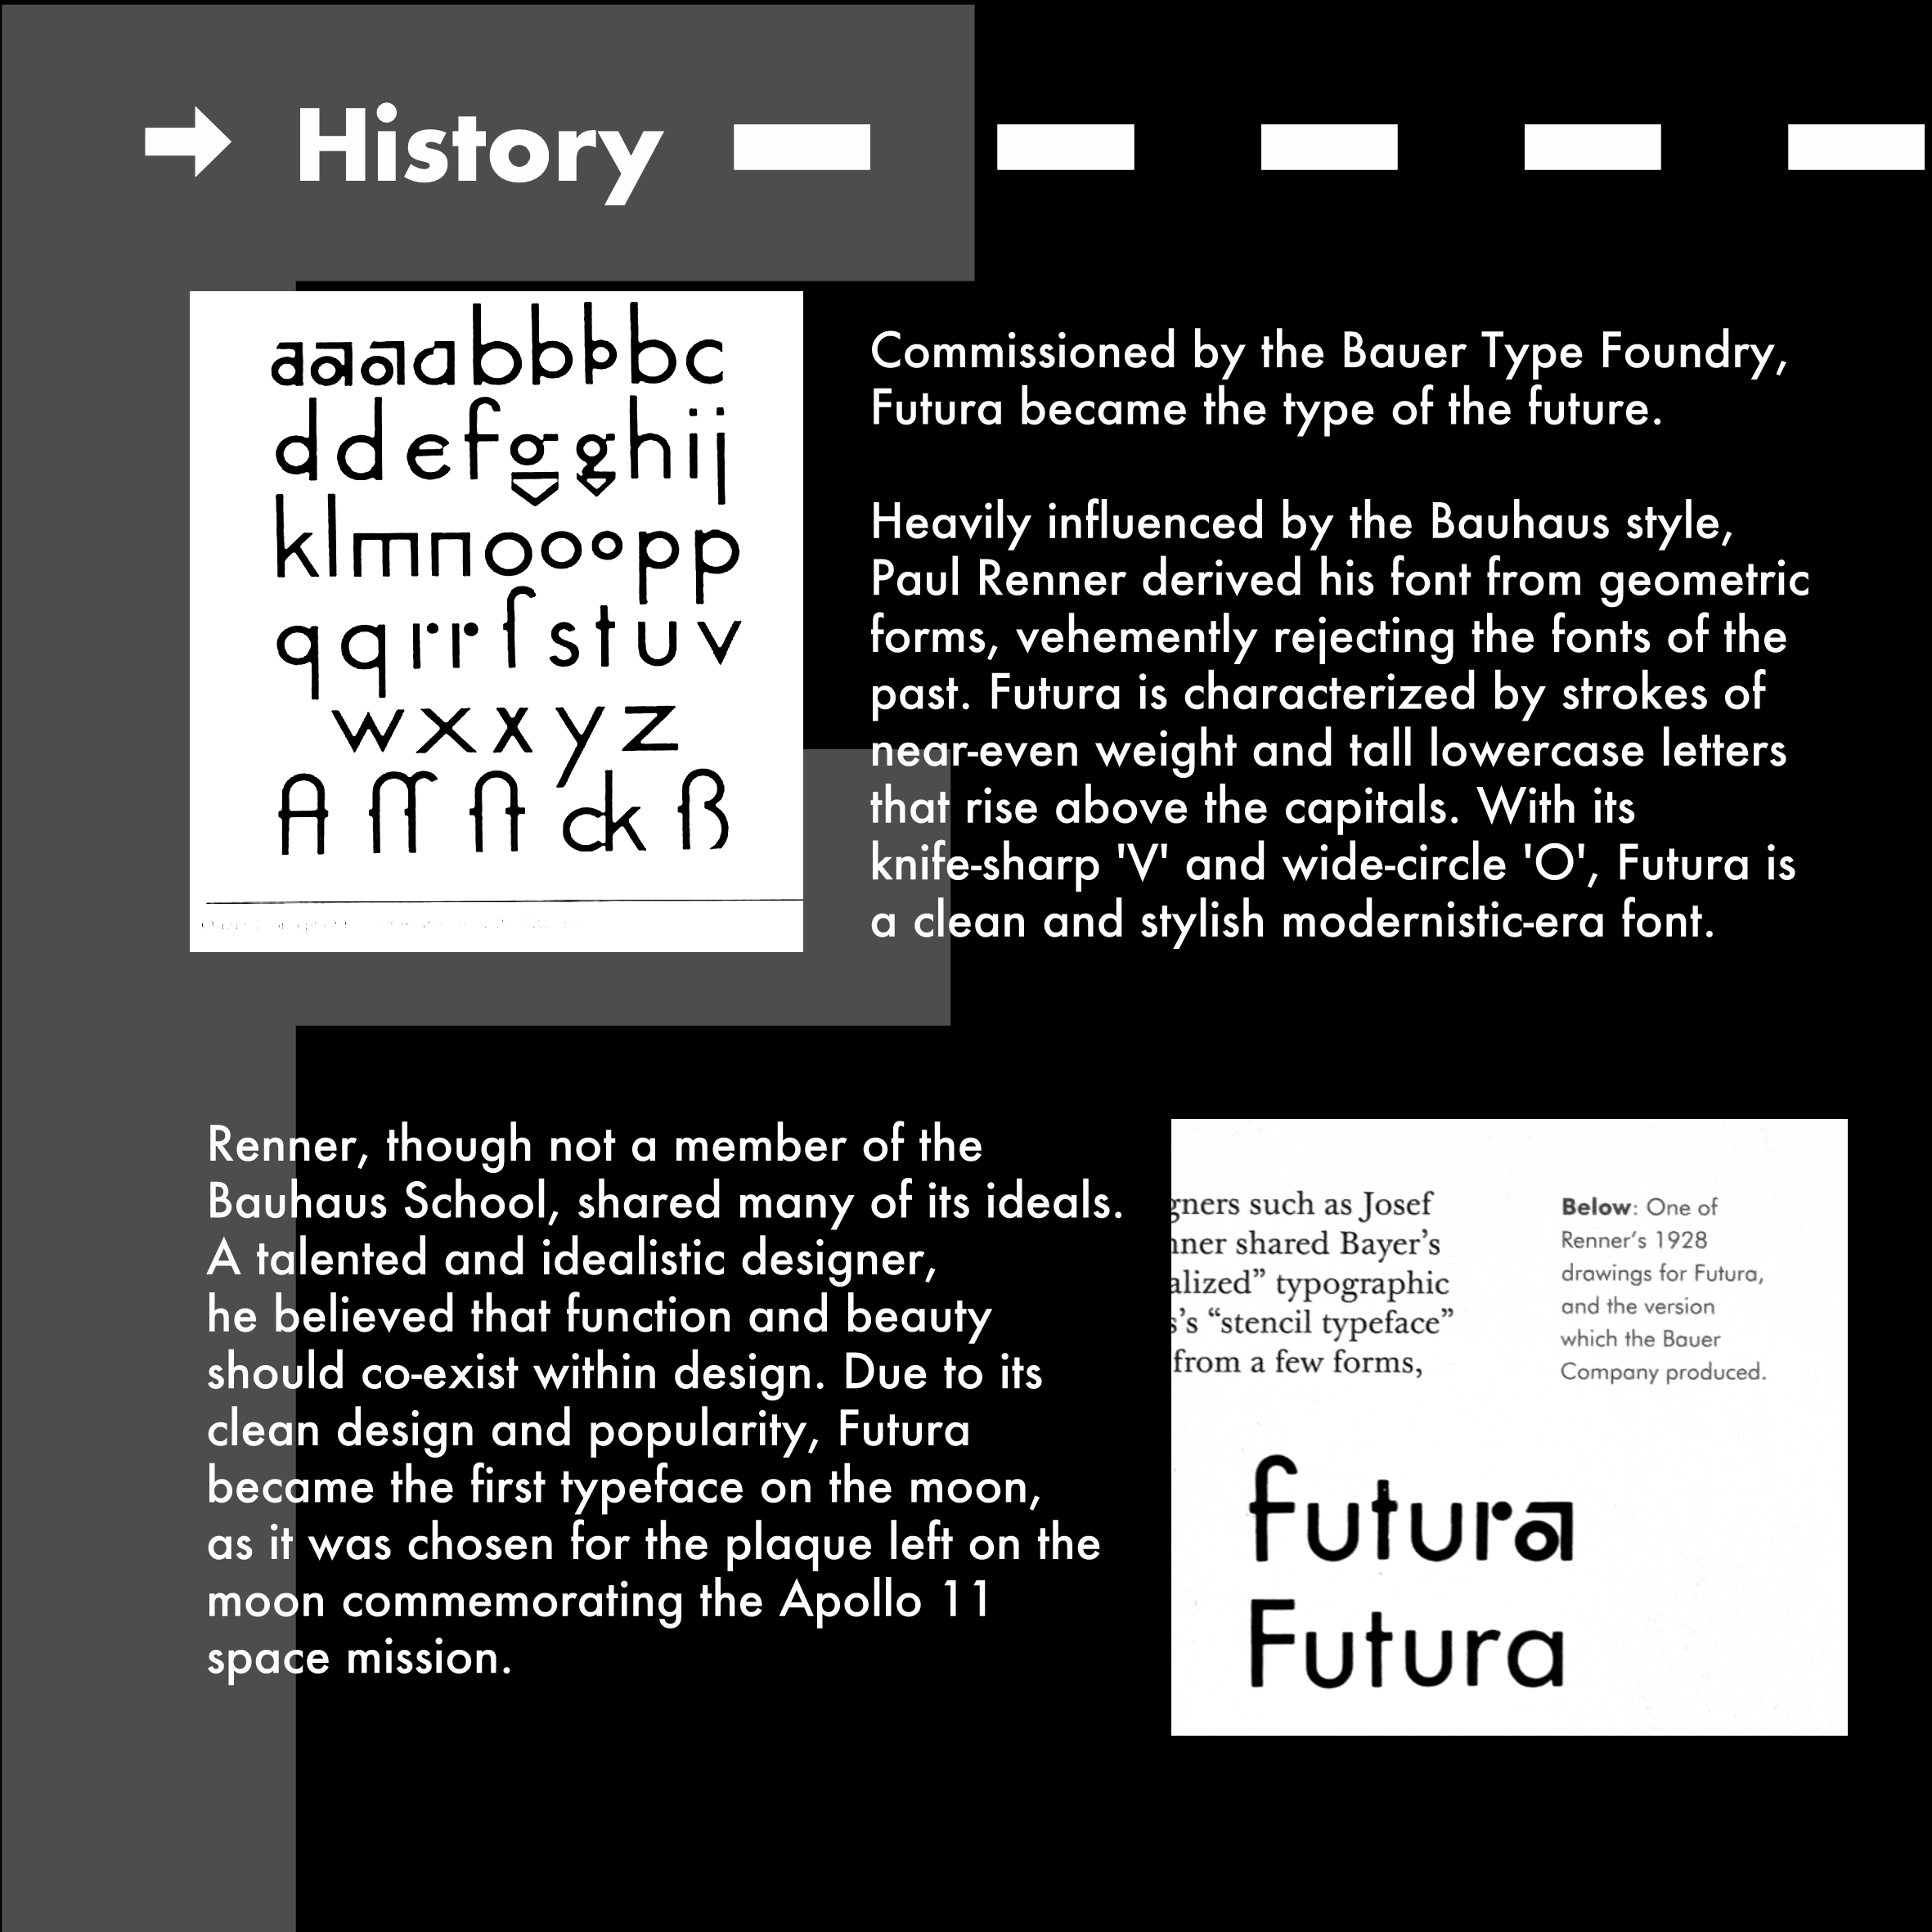 History
aaaabbbbc
ddefgghij
klmnooopp
qqrrſstuv
wxxyz
A ſſ ſt ck ß
Commissioned by the Bauer Type Foundry,
Futura became the type of the future.
Heavily influenced by the Bauhaus style,
Paul Renner derived his font from geometric
forms, vehemently rejecting the fonts of the
past. Futura is characterized by strokes of
near-even weight and tall lowercase letters
that rise above the capitals. With its
knife-sharp 'V' and wide-circle 'O', Futura is
a clean and stylish modernistic-era font.
Renner, though not a member of the
Bauhaus School, shared many of its ideals.
A talented and idealistic designer,
he believed that function and beauty
should co-exist within design. Due to its
clean design and popularity, Futura
became the first typeface on the moon,
as it was chosen for the plaque left on the
moon commemorating the Apollo 11
space mission.
gners such as Josef
nner shared Bayer’s
alized” typographic
s’s “stencil typeface”
from a few forms,
Below: One of
Renner’s 1928
drawings for Futura,
and the version
which the Bauer
Company produced.
futura
Futura